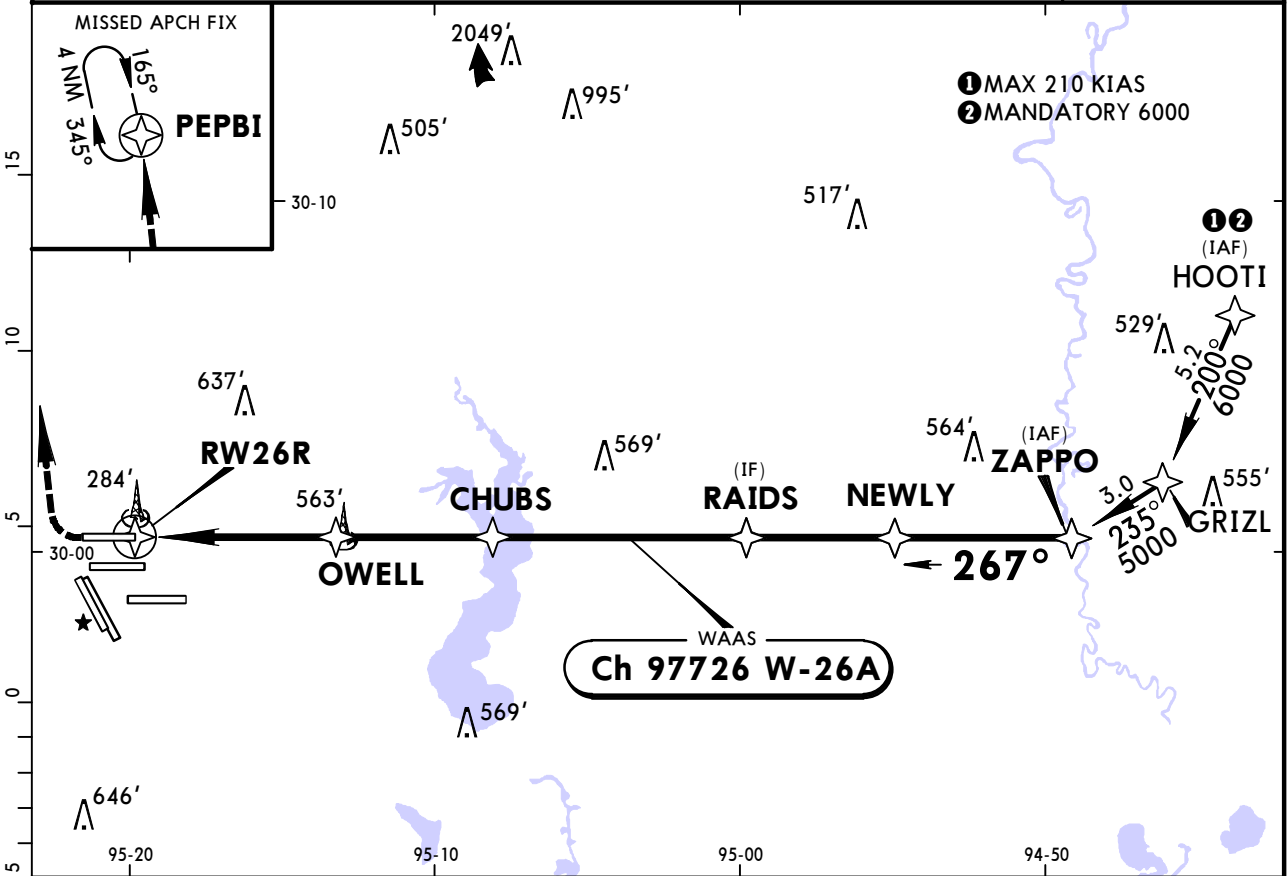 MISSED APCH FIX
4 NM
165°
345°
PEPBI
2049′
995′
505′
❶MAX 210 KIAS
❷MANDATORY 6000
15
30-10
517′
❶❷
(IAF)
HOOTI
10
529′
5.2
200°
6000
637′
569′
564′
(IAF)
ZAPPO
RW26R
284′
563′
CHUBS
(IF)
RAIDS
NEWLY
3.0
235°
5000
555′
GRIZL
5
30-00
OWELL
267°
WAAS
Ch 97726 W-26A
0
569′
646′
5
95-20
95-10
95-00
94-50